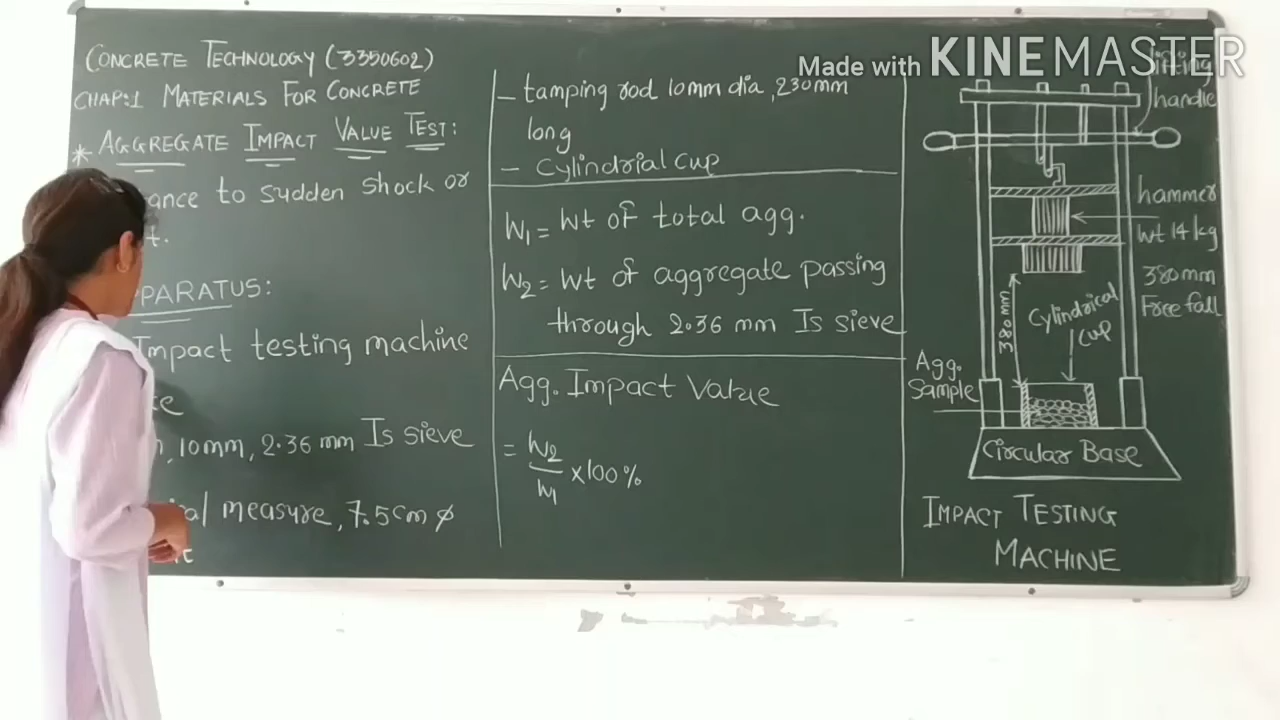 CONCRETE TECHNOLOGY (3350602)
CHAP:1 MATERIALS FOR CONCRETE
* AGGREGATE IMPACT VALUE TEST:
ance to sudden shock or
t.
PARATUS:
Impact testing machine
te
, 10mm, 2.36 mm Is sieve
al measure, 7.5cm φ
- tamping rod 10mm dia, 230mm
long
- Cylindrial cup
W₁ = Wt of total agg.
W₂ = Wt of aggregate passing
through 2.36 mm Is sieve
Agg. Impact Value
= W₂/W₁ ×100%
Made with KINEMASTER
lifting
handle
hammer
Wt 14 kg
380mm
Free fall
380 mm
Cylindrical
cup
Agg.
Sample
Circular Base
IMPACT TESTING
MACHINE